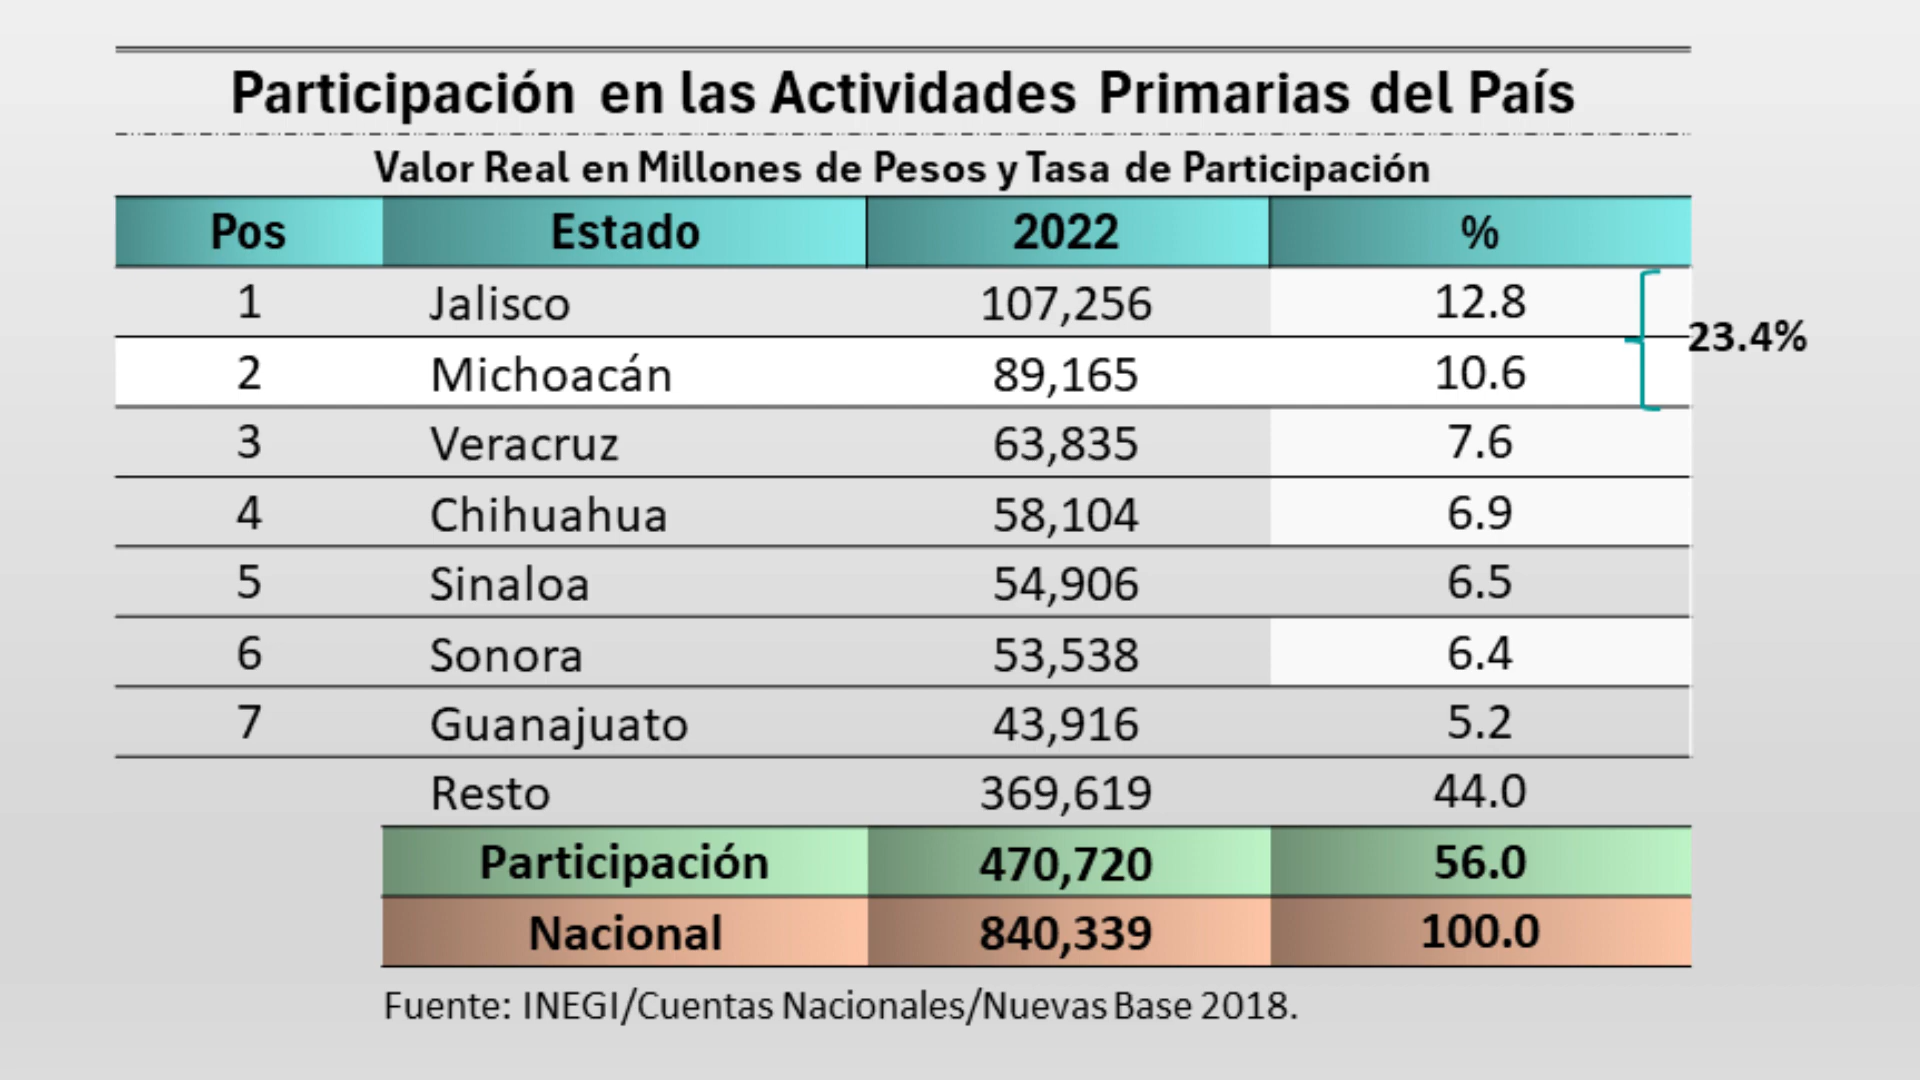 Participación en las Actividades Primarias del País
Valor Real en Millones de Pesos y Tasa de Participación
Pos Estado 2022 %
1 Jalisco 107,256 12.8
23.4%
2 Michoacán 89,165 10.6
3 Veracruz 63,835 7.6
4 Chihuahua 58,104 6.9
5 Sinaloa 54,906 6.5
6 Sonora 53,538 6.4
7 Guanajuato 43,916 5.2
Resto 369,619 44.0
Participación 470,720 56.0
Nacional 840,339 100.0
Fuente: INEGI/Cuentas Nacionales/Nuevas Base 2018.